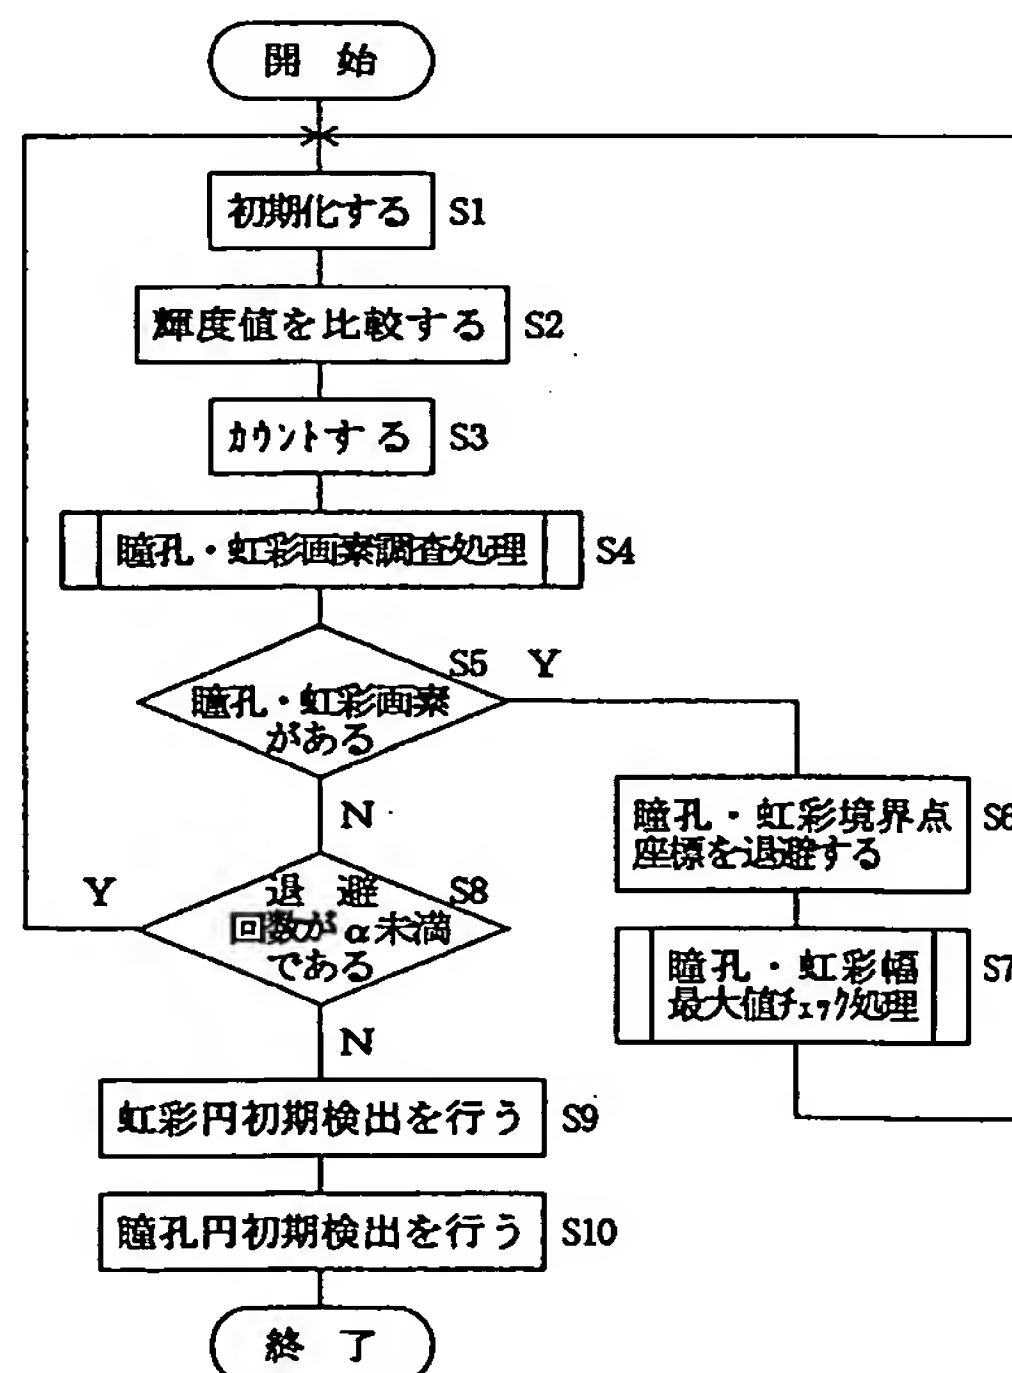 開 始
初期化する S1
輝度値を比較する S2
カウントする S3
瞳孔・虹彩画素調査処理 S4
S5 Y
瞳孔・虹彩画素
がある
N
瞳孔・虹彩境界点 S6
座標を退避する
Y
退 避 S8
回数がα未満
である
瞳孔・虹彩幅 S7
最大値チェック処理
N
虹彩円初期検出を行う S9
瞳孔円初期検出を行う S10
終 了